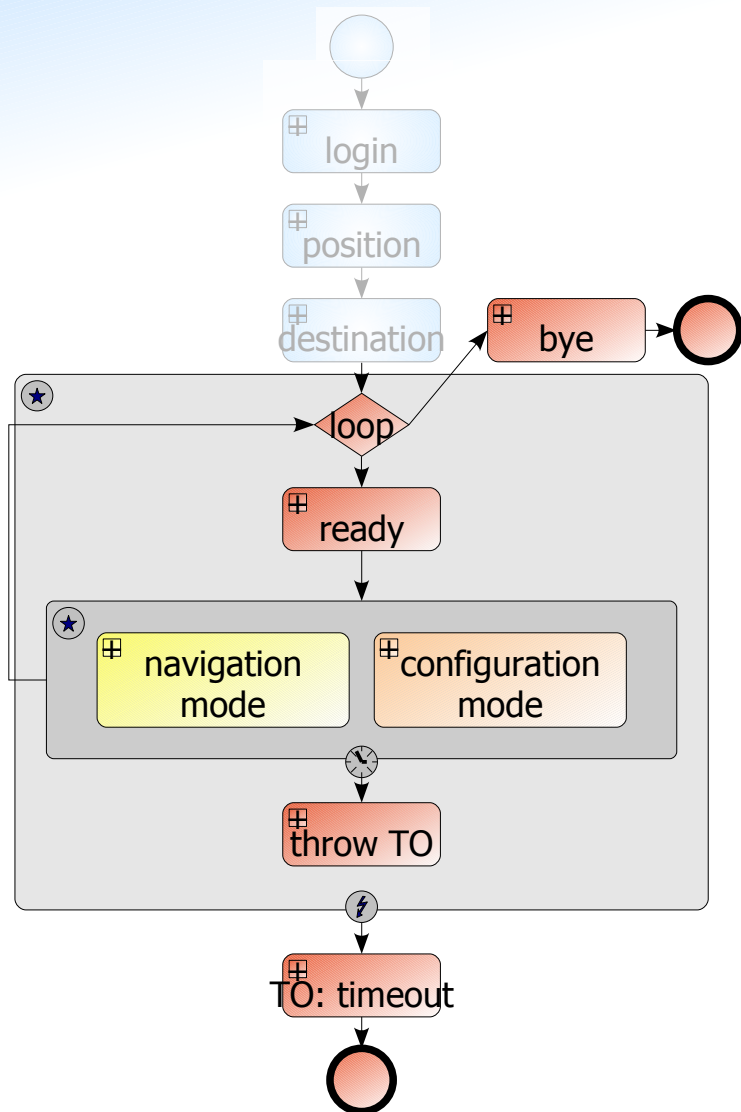 login
position
destination
bye
loop
ready
navigation
mode
configuration
mode
throw TO
TO: timeout